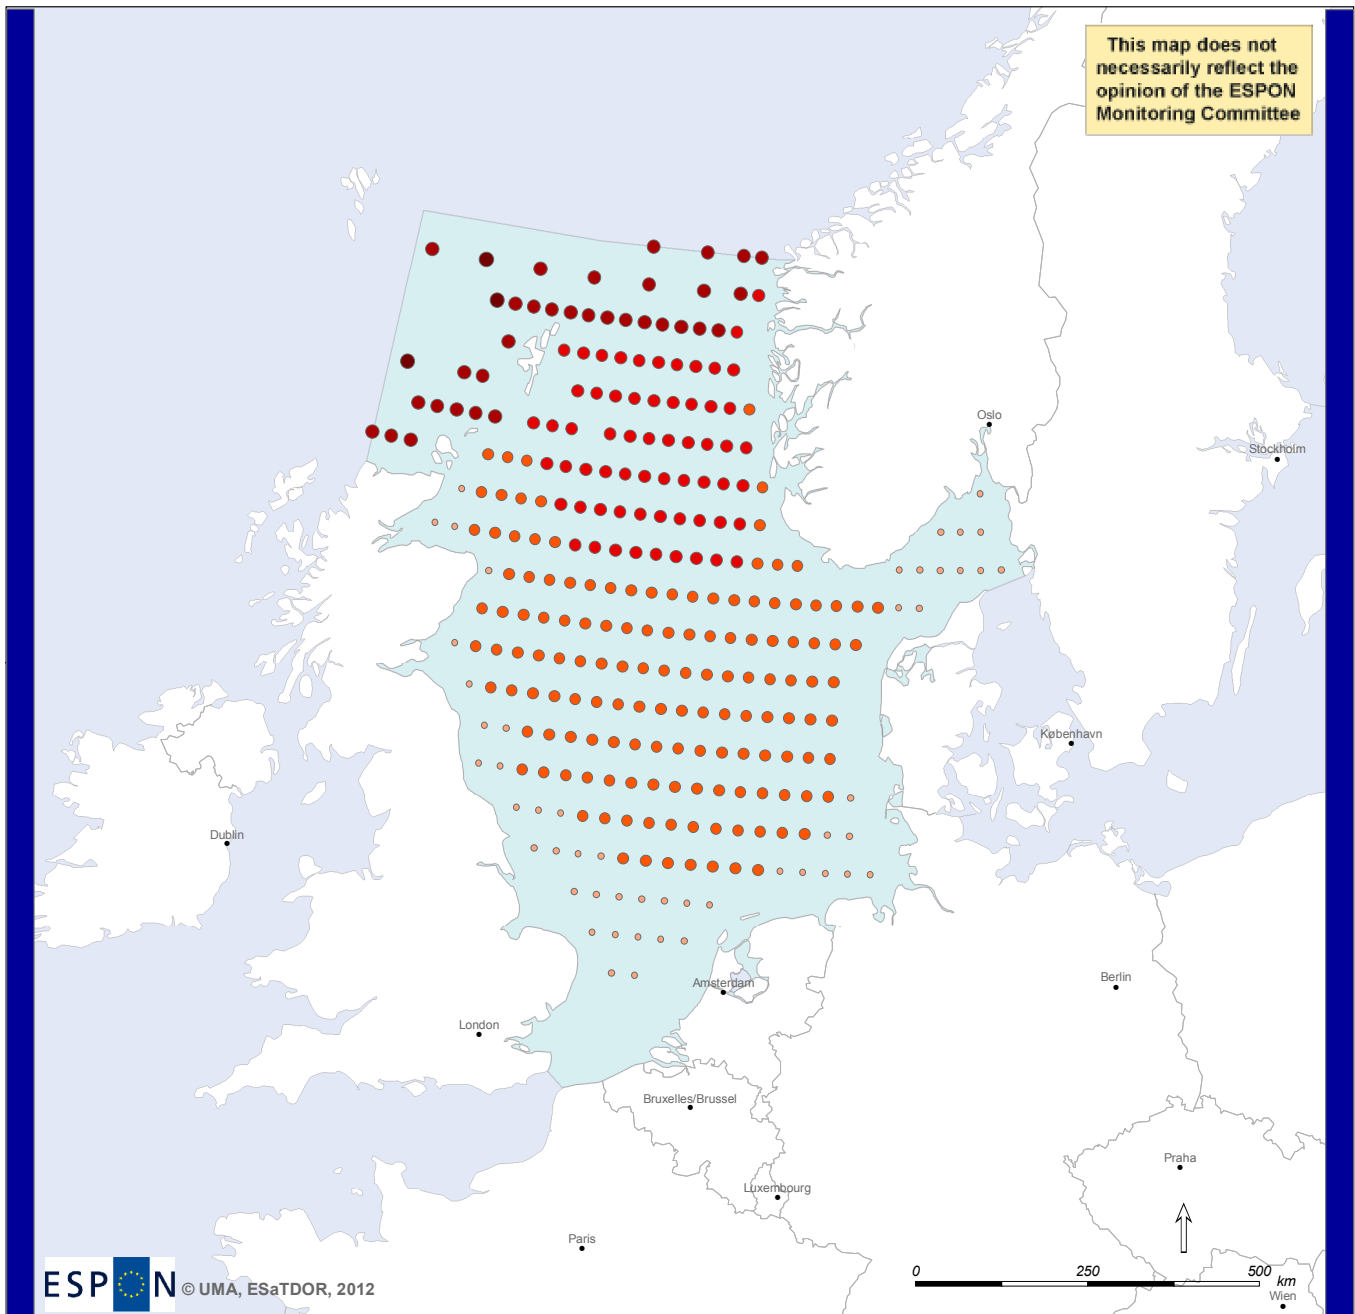 This map does not
necessarily reflect the
opinion of the ESPON
Monitoring Committee
Oslo
Stockholm
København
Dublin
Berlin
Amsterdam
London
Bruxelles/Brussel
Praha
Luxembourg
Paris
0 250 500 km
Wien
ESPON © UMA, ESaTDOR, 2012